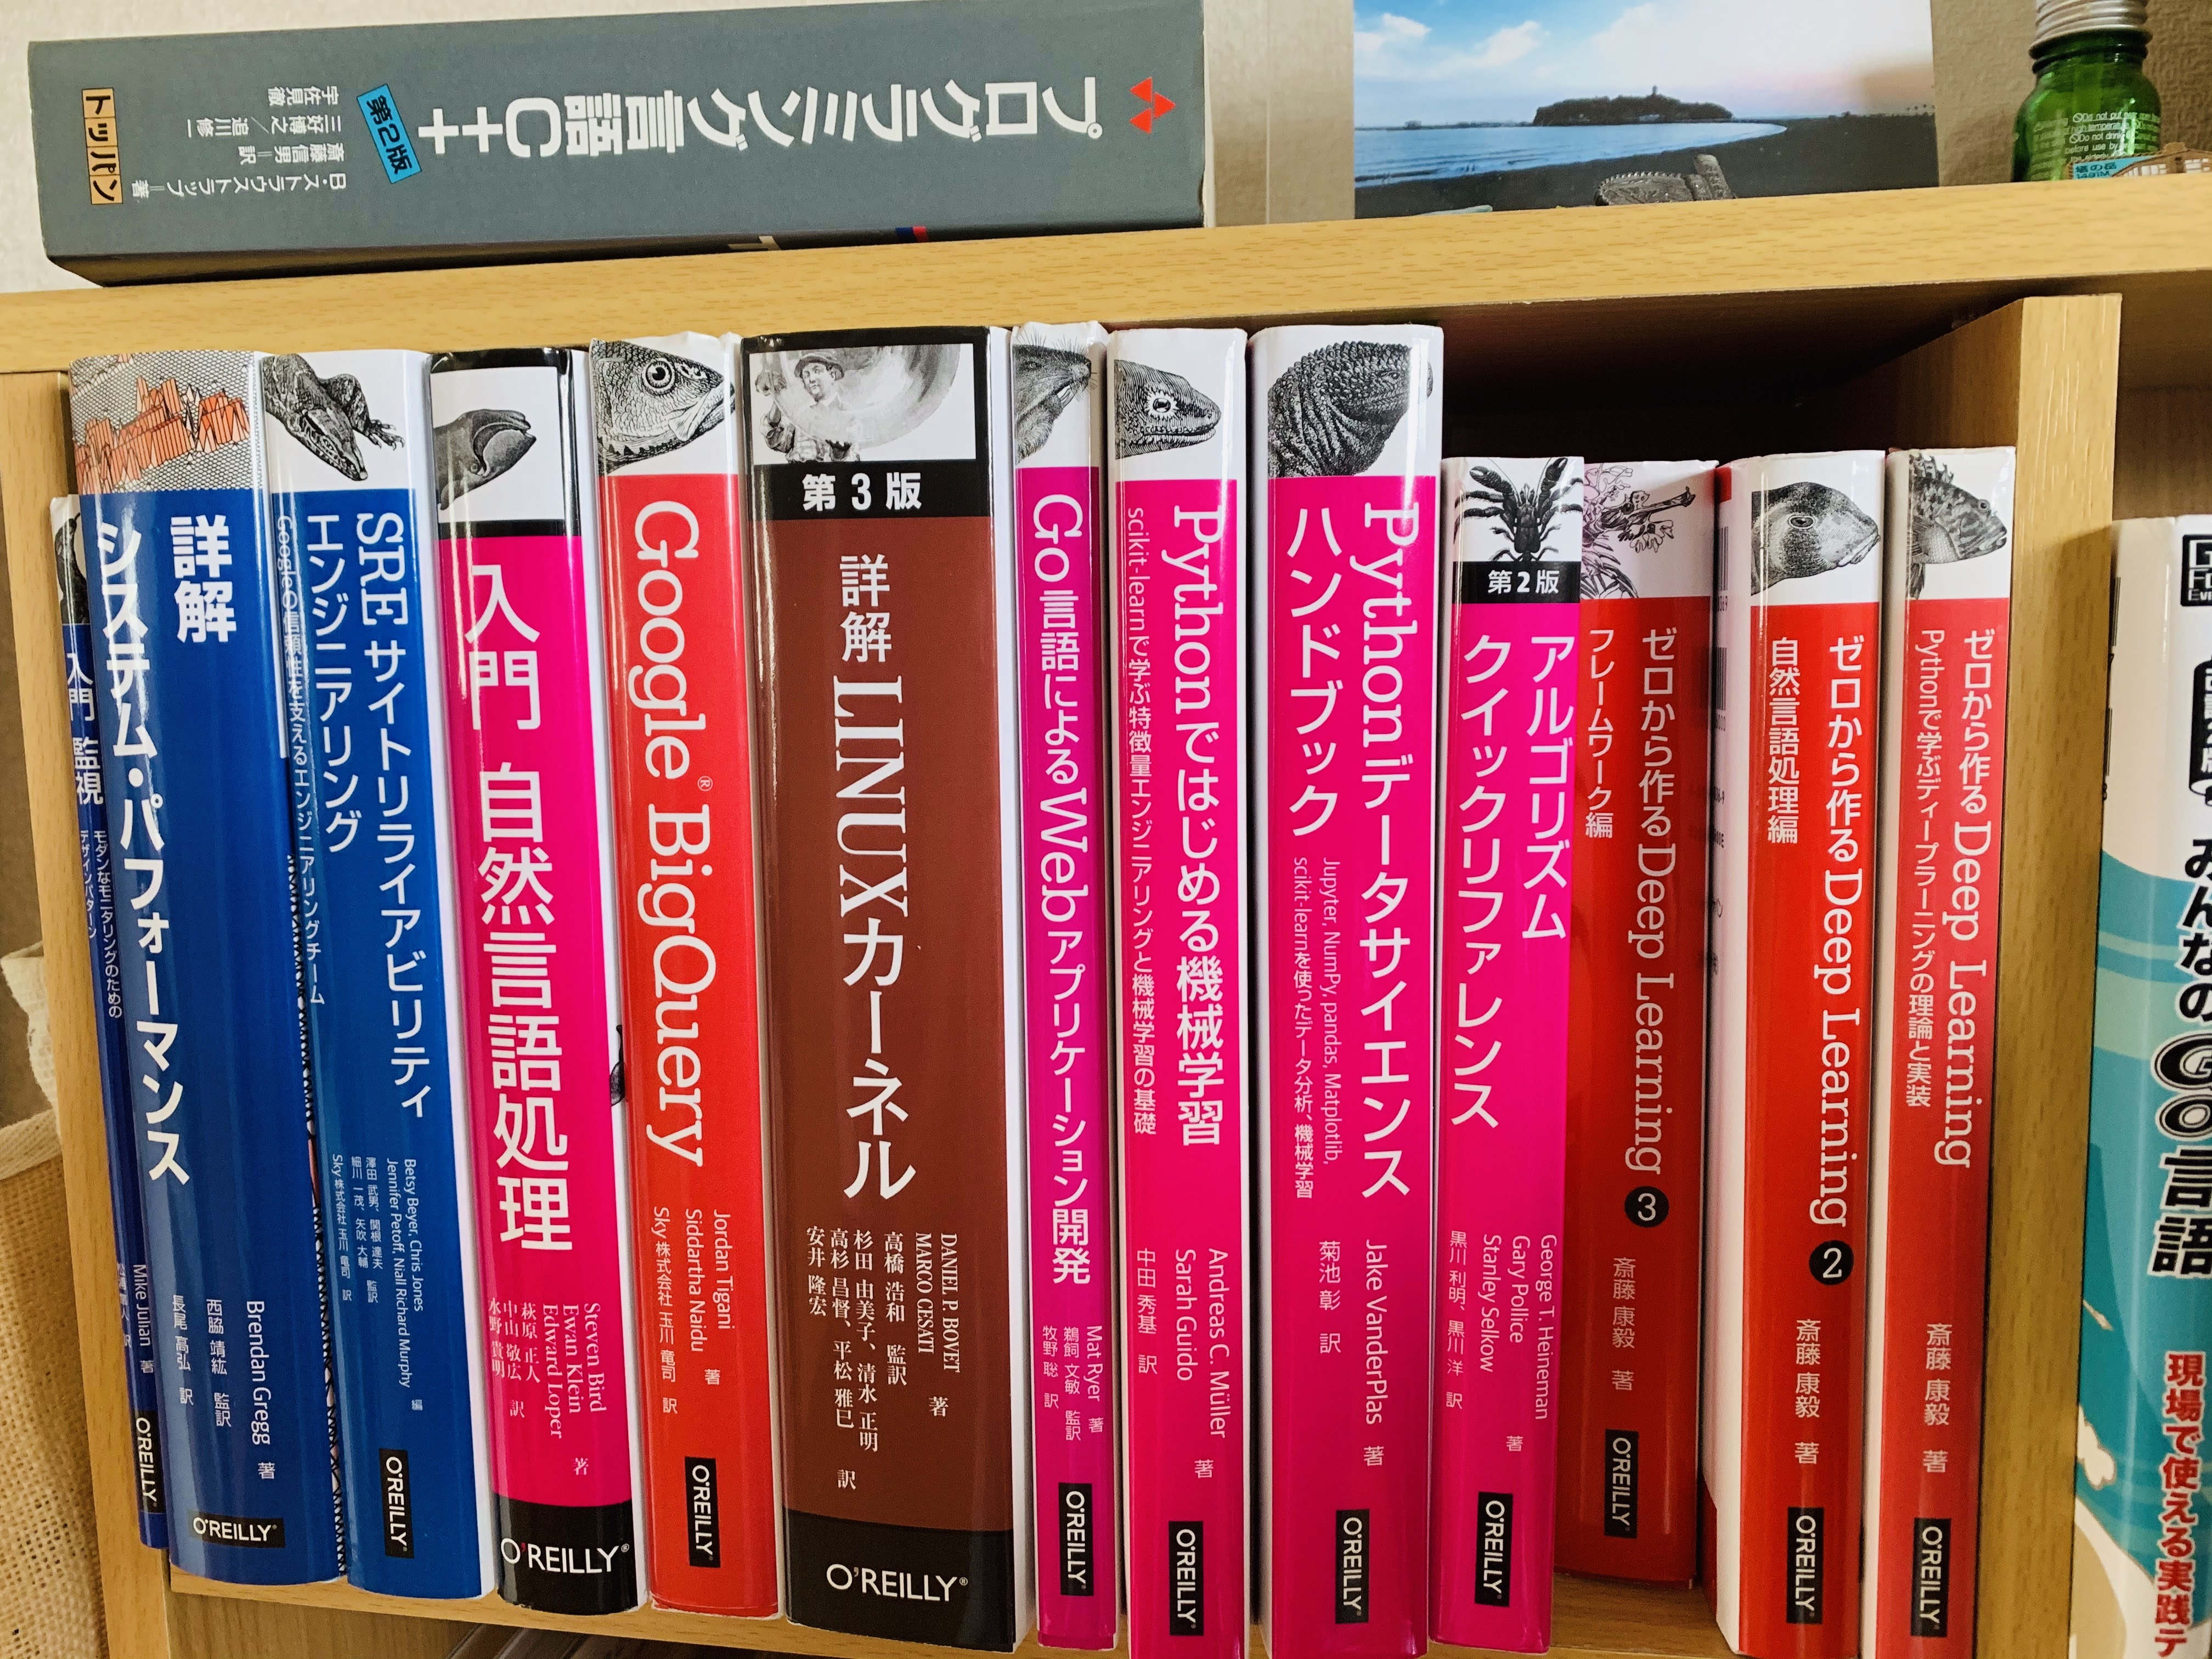 プログラミング言語C++
第2版
B・ストラウストラップ＝著
斎藤信男＝訳
三好博之／追川修一
宇佐見徹
トッパン
入門 監視
モダンなモニタリングのための
デザインパターン
Mike Julian 著
O'REILLY
詳解
システム・パフォーマンス
Brendan Gregg 著
西脇 靖紘 監訳
長尾 高弘 訳
O'REILLY
SRE サイトリライアビリティ
エンジニアリング
Googleの信頼性を支えるエンジニアリングチーム
Betsy Beyer, Chris Jones
Jennifer Petoff, Niall Richard Murphy 編
澤田 武男、関根 達夫
細川 一茂、矢吹 大輔 監訳
Sky株式会社 玉川 竜司 訳
O'REILLY
入門 自然言語処理
Steven Bird
Ewan Klein
Edward Loper 著
萩原 正人
中山 敬広
水野 貴明 訳
O'REILLY®
Google® BigQuery
Jordan Tigani
Siddartha Naidu 著
Sky株式会社 玉川 竜司 訳
O'REILLY
第3版
詳解 LINUXカーネル
DANIEL P. BOVET
MARCO CESATI 著
高橋 浩和 監訳
杉田 由美子、清水 正明
高杉 昌督、平松 雅巳
安井 隆宏 訳
O'REILLY®
Go言語によるWebアプリケーション開発
Mat Ryer 著
鵜飼 文敏 監訳
牧野 聡 訳
O'REILLY
Pythonではじめる機械学習
scikit-learnで学ぶ特徴量エンジニアリングと機械学習の基礎
Andreas C. Müller
Sarah Guido 著
中田 秀基 訳
O'REILLY
Pythonデータサイエンス
ハンドブック
Jupyter, NumPy, pandas, Matplotlib,
scikit-learnを使ったデータ分析、機械学習
Jake VanderPlas 著
菊池 彰 訳
O'REILLY
第2版
アルゴリズム
クイックリファレンス
George T. Heineman
Gary Pollice
Stanley Selkow 著
黒川 利明、黒川 洋 訳
O'REILLY
ゼロから作るDeep Learning ❸
フレームワーク編
斎藤 康毅 著
O'REILLY
ゼロから作るDeep Learning ❷
自然言語処理編
斎藤 康毅 著
O'REILLY
ゼロから作るDeep Learning
Pythonで学ぶディープラーニングの理論と実装
斎藤 康毅 著
O'REILLY
みんなのGo言語
現場で使える実践テ